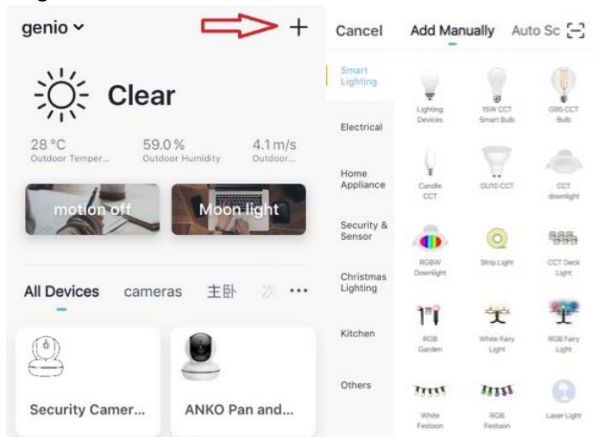 genio
Clear
28 °C
59.0 %
4.1 m/s
Outdoor Temper...
Outdoor Humidity
Outdoor...
motion off
Moon light
All Devices
cameras
主卧
次
Security Camer...
ANKO Pan and...
Cancel
Add Manually
Auto Sc
Smart
Lighting
Electrical
Home
Appliance
Security &
Sensor
Christmas
Lighting
Kitchen
Others
Lighting
Devices
15W CCT
Smart Bulb
G95 CCT
Bulb
Candle
CCT
GU10 CCT
CCT
downlight
RGBW
Downlight
Strip Light
CCT Deck
Light
RGB
Garden
White Fairy
Light
RGB Fairy
Light
White
Festoon
RGB
Festoon
Laser Light